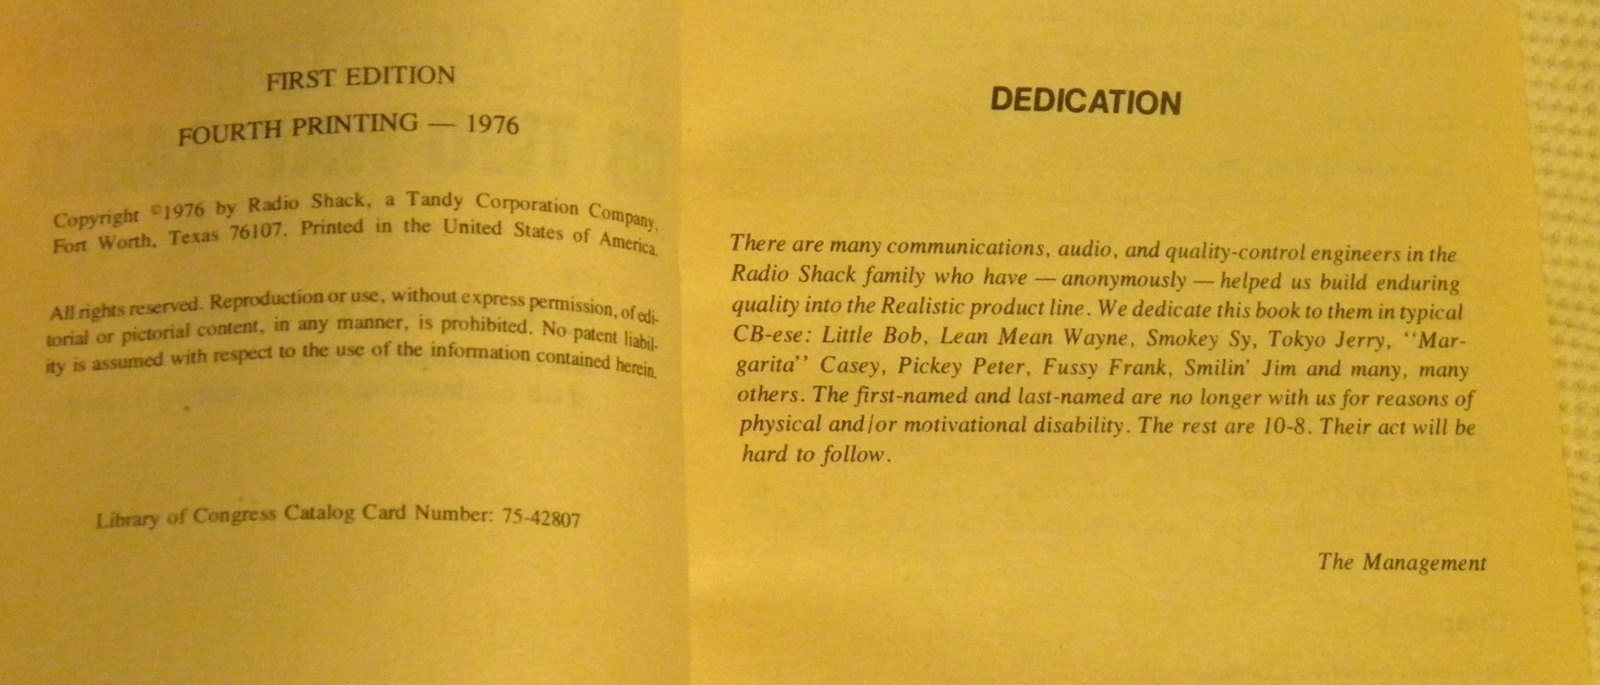 FIRST EDITION
FOURTH PRINTING — 1976
Copyright ©1976 by Radio Shack, a Tandy Corporation Company,
Fort Worth, Texas 76107. Printed in the United States of America.
All rights reserved. Reproduction or use, without express permission, of edi-
torial or pictorial content, in any manner, is prohibited. No patent liabil-
ity is assumed with respect to the use of the information contained herein.
Library of Congress Catalog Card Number: 75-42807
DEDICATION
There are many communications, audio, and quality-control engineers in the
Radio Shack family who have — anonymously — helped us build enduring
quality into the Realistic product line. We dedicate this book to them in typical
CB-ese: Little Bob, Lean Mean Wayne, Smokey Sy, Tokyo Jerry, “Mar-
garita” Casey, Pickey Peter, Fussy Frank, Smilin’ Jim and many, many
others. The first-named and last-named are no longer with us for reasons of
physical and/or motivational disability. The rest are 10-8. Their act will be
hard to follow.
The Management